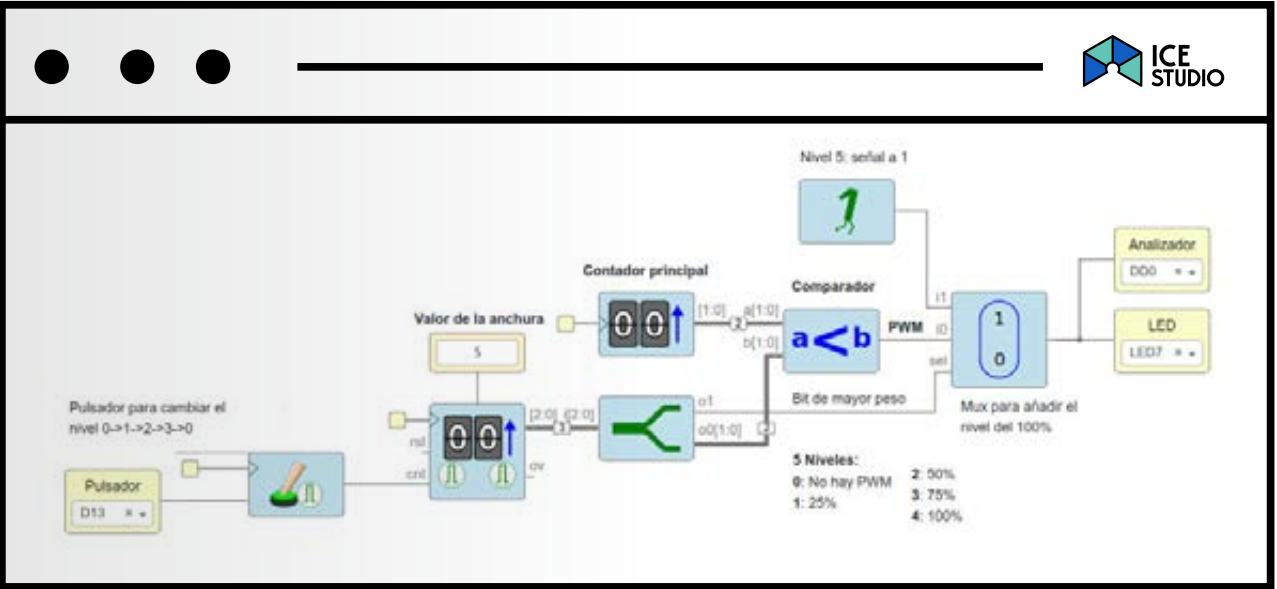 ICE
STUDIO
Nivel 5: señal a 1
Analizador
DD0
Contador principal
Comparador
[1:0]
a[1:0]
2
b[1:0]
a<b
PWM
i1
i0
sel
1
0
LED
LED7
0 0
Valor de la anchura
5
Pulsador para cambiar el
nivel 0->1->2->3->0
[2:0]
i[2:0]
3
o1
o0[1:0]
2
Bit de mayor peso
Mux para añadir el
nivel del 100%
rst
cnt
ov
0 0
Pulsador
D13
5 Niveles:
0: No hay PWM
1: 25%
2: 50%
3: 75%
4: 100%